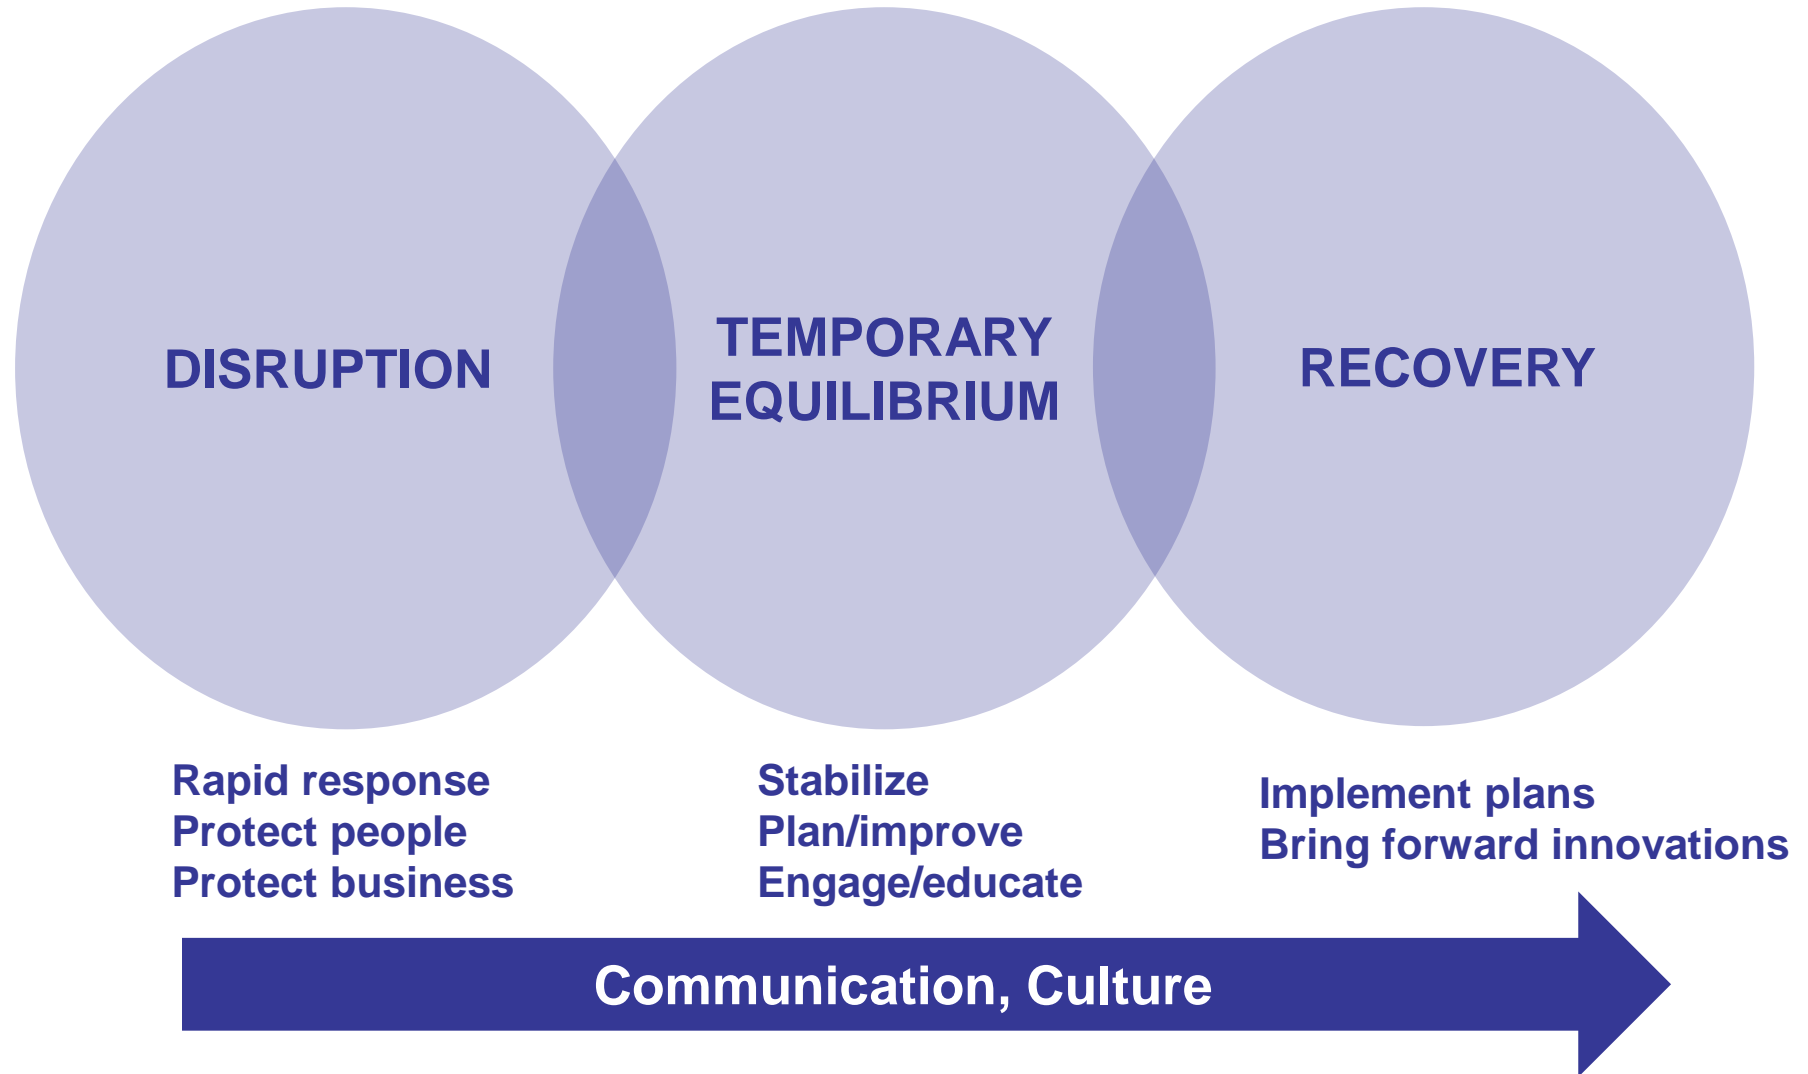 DISRUPTION
TEMPORARY
EQUILIBRIUM
RECOVERY
Rapid response
Protect people
Protect business
Stabilize
Plan/improve
Engage/educate
Implement plans
Bring forward innovations
Communication, Culture